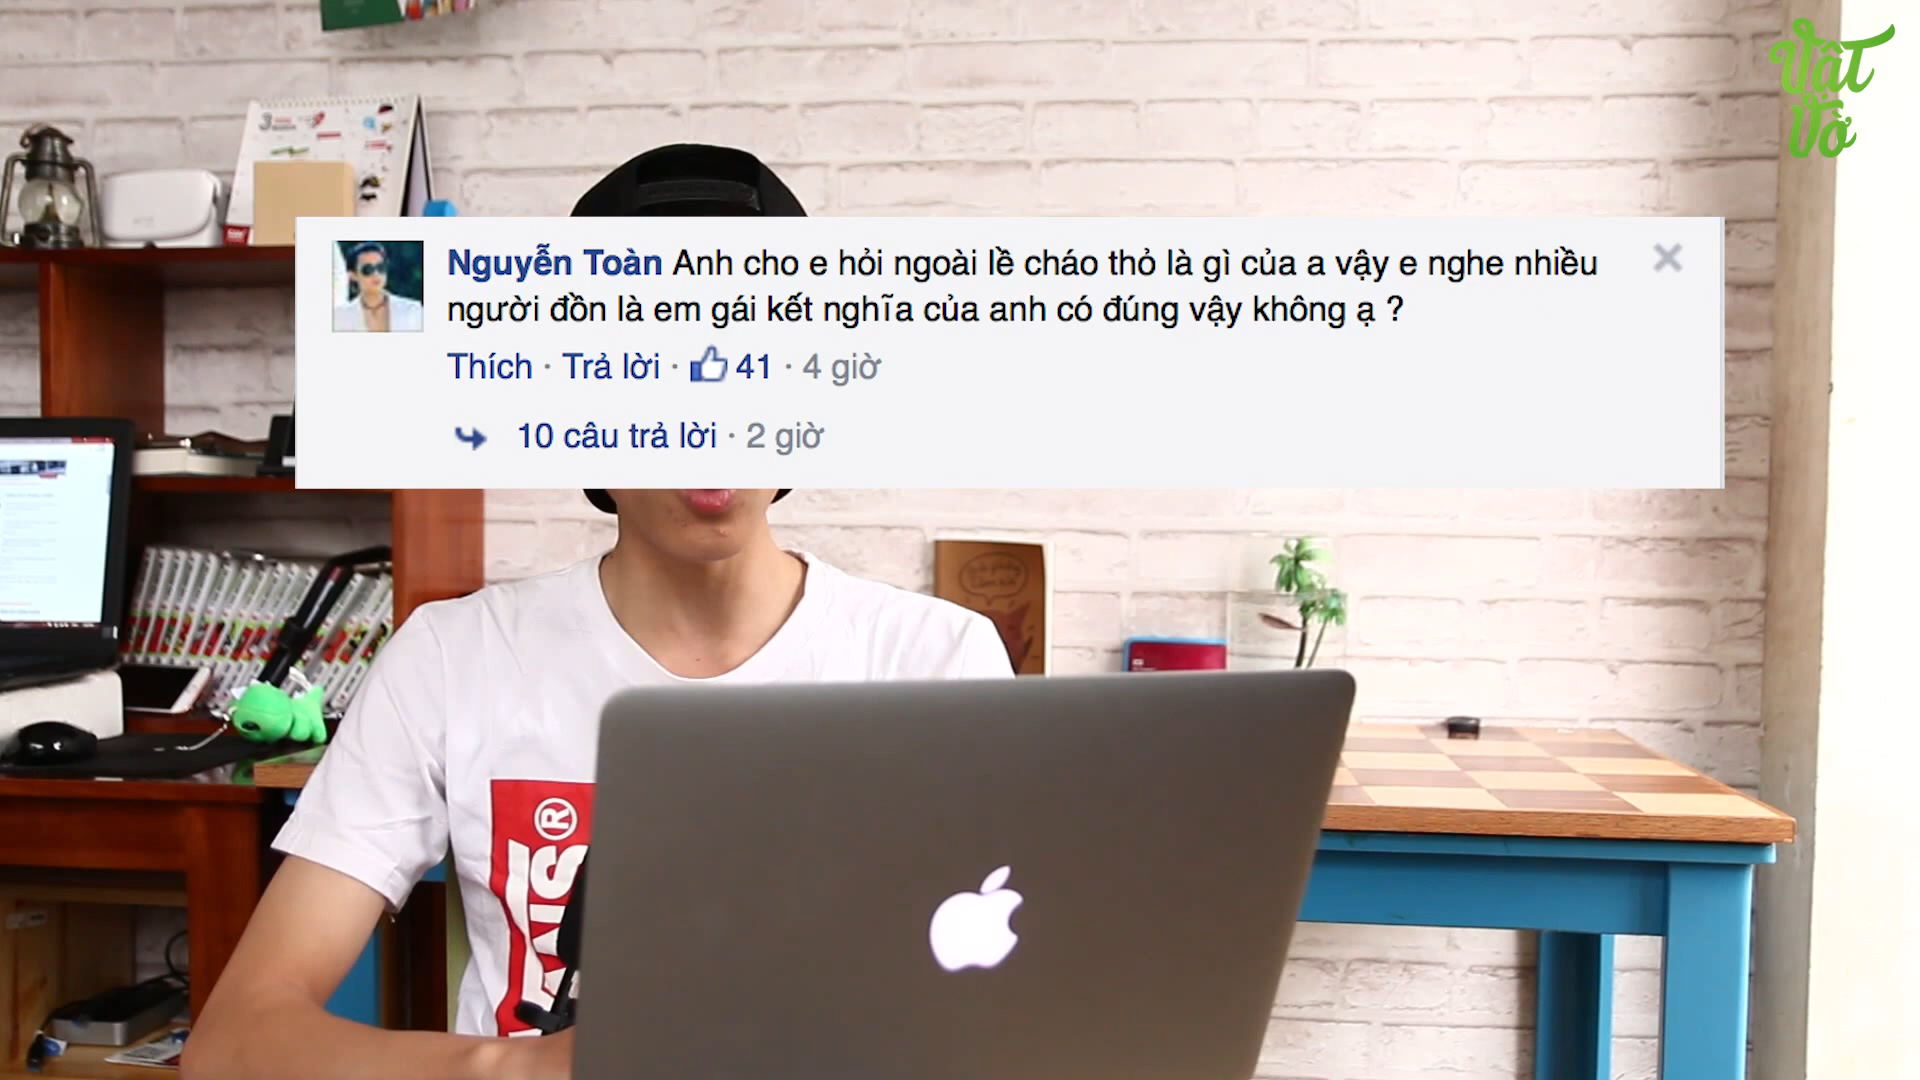 Vật
Vờ
Nguyễn Toàn Anh cho e hỏi ngoài lề cháo thỏ là gì của a vậy e nghe nhiều
người đồn là em gái kết nghĩa của anh có đúng vậy không ạ ?
Thích · Trả lời · 41 · 4 giờ
10 câu trả lời · 2 giờ